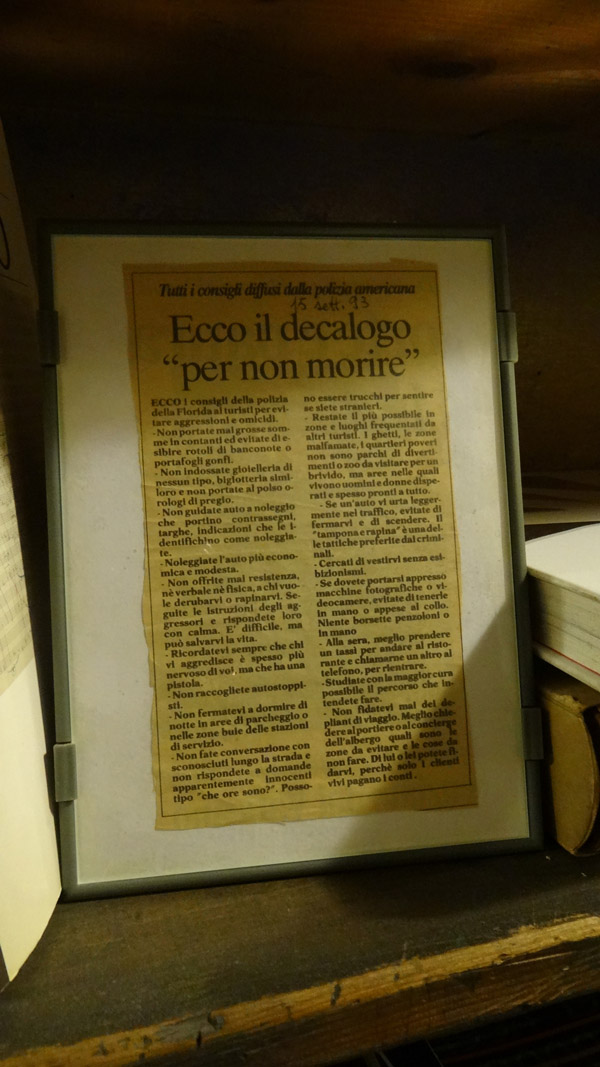 Tutti i consigli diffusi dalla polizia americana
15 sett. 93
Ecco il decalogo
“per non morire”
ECCO i consigli della polizia
della Florida ai turisti per evi-
tare aggressioni e omicidi.
- Non portate mai grosse som-
me in contanti ed evitate di e-
sibire rotoli di banconote o
portafogli gonfi.
- Non indossate gioielleria di
nessun tipo, bigiotteria simi-
loro e non portate al polso o-
rologi di pregio.
- Non guidate auto a noleggio
che portino contrassegni,
targhe, indicazioni che le i-
dentifichino come noleggia-
te.
- Noleggiate l'auto più econo-
mica e modesta.
- Non offrite mai resistenza,
nè verbale nè fisica, a chi vuo-
le derubarvi o rapinarvi. Se-
guite le istruzioni degli ag-
gressori e rispondete loro
con calma. E' difficile, ma
può salvarvi la vita.
- Ricordatevi sempre che chi
vi aggredisce è spesso più
nervoso di voi, ma che ha una
pistola.
- Non raccogliete autostoppi-
sti.
- Non fermatevi a dormire di
notte in aree di parcheggio o
nelle zone buie delle stazioni
di servizio.
- Non fate conversazione con
sconosciuti lungo la strada e
non rispondete a domande
apparentemente innocenti
tipo "che ore sono?". Posso-
no essere trucchi per sentire
se siete stranieri.
- Restate il più possibile in
zone e luoghi frequentati da
altri turisti. I ghetti, le zone
malfamate, i quartieri poveri
non sono parchi di diverti-
menti o zoo da visitare per un
brivido, ma aree nelle quali
vivono uomini e donne dispe-
rati e spesso pronti a tutto.
- Se un'auto vi urta legger-
mente nel traffico, evitate di
fermarvi e di scendere. Il
"tampona e rapina" è una del-
le tattiche preferite dai crimi-
nali.
- Cercati di vestirvi senza esi-
bizionismi.
- Se dovete portarvi appresso
macchine fotografiche o vi-
deocamere, evitate di tenerle
in mano o appese al collo.
Niente borsette penzoloni o
in mano
- Alla sera, meglio prendere
un tassì per andare al risto-
rante e chiamarne un altro al
telefono, per rientrare.
- Studiate con la maggior cura
possibile il percorso che in-
tendete fare.
- Non fidatevi mai dei de-
pliant di viaggio. Meglio chie-
dere al portiere o al concierge
dell'albergo quali sono le
zone da evitare e le cose da
non fare. Di lui o lei potete fi-
darvi, perchè solo i clienti
vivi pagano i conti.